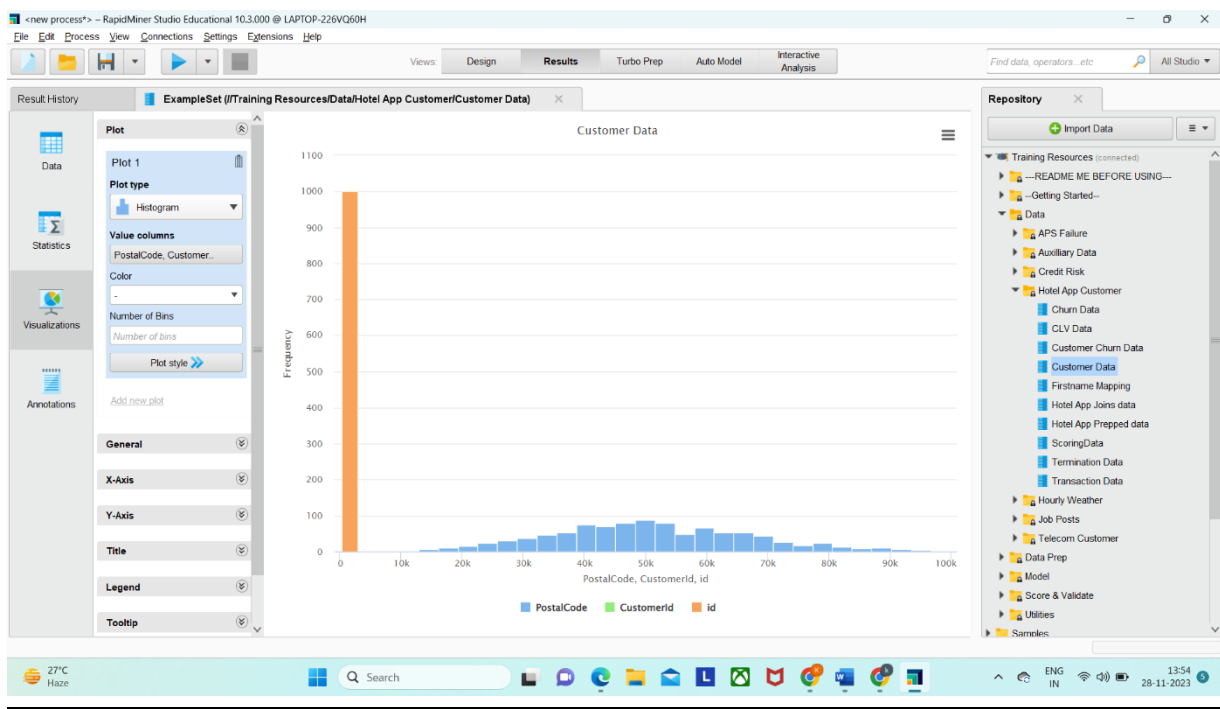 <new process*> – RapidMiner Studio Educational 10.3.000 @ LAPTOP-226VQ60H
File Edit Process View Connections Settings Extensions Help
Views: Design Results Turbo Prep Auto Model Interactive Analysis
Find data, operators...etc All Studio
Result History
ExampleSet (//Training Resources/Data/Hotel App Customer/Customer Data)
Repository
Data
Statistics
Visualizations
Annotations
Plot
Plot 1
Plot type
Histogram
Value columns
PostalCode, Customer..
Color
-
Number of Bins
Number of bins
Plot style
Add new plot
General
X-Axis
Y-Axis
Title
Legend
Tooltip
Customer Data
1100
1000
900
800
700
600
500
400
300
200
100
0
Frequency
0 10k 20k 30k 40k 50k 60k 70k 80k 90k 100k
PostalCode, CustomerId, id
PostalCode CustomerId id
Import Data
Training Resources (connected)
---README ME BEFORE USING---
--Getting Started--
Data
APS Failure
Auxilliary Data
Credit Risk
Hotel App Customer
Churn Data
CLV Data
Customer Churn Data
Customer Data
Firstname Mapping
Hotel App Joins data
Hotel App Prepped data
ScoringData
Termination Data
Transaction Data
Hourly Weather
Job Posts
Telecom Customer
Data Prep
Model
Score & Validate
Utilities
Samples
27°C
Haze
Search
L
ENG
IN
13:54
28-11-2023
5